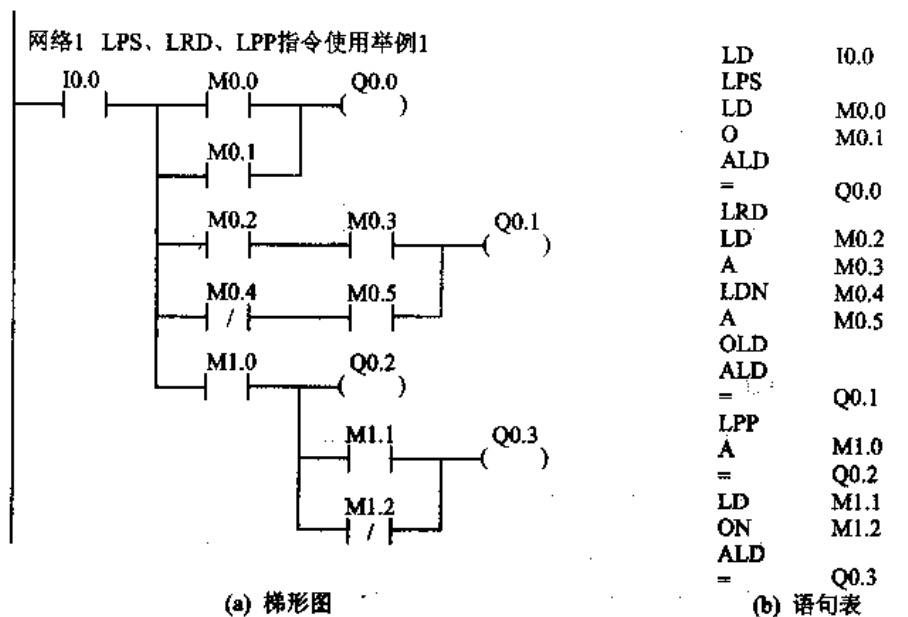 网络1 LPS、LRD、LPP指令使用举例1
I0.0
M0.0
Q0.0
M0.1
M0.2
M0.3
Q0.1
M0.4
M0.5
M1.0
Q0.2
M1.1
Q0.3
M1.2
(a) 梯形图
LD I0.0
LPS
LD M0.0
O M0.1
ALD
= Q0.0
LRD
LD M0.2
A M0.3
LDN M0.4
A M0.5
OLD
ALD
= Q0.1
LPP
A M1.0
= Q0.2
LD M1.1
ON M1.2
ALD
= Q0.3
(b) 语句表